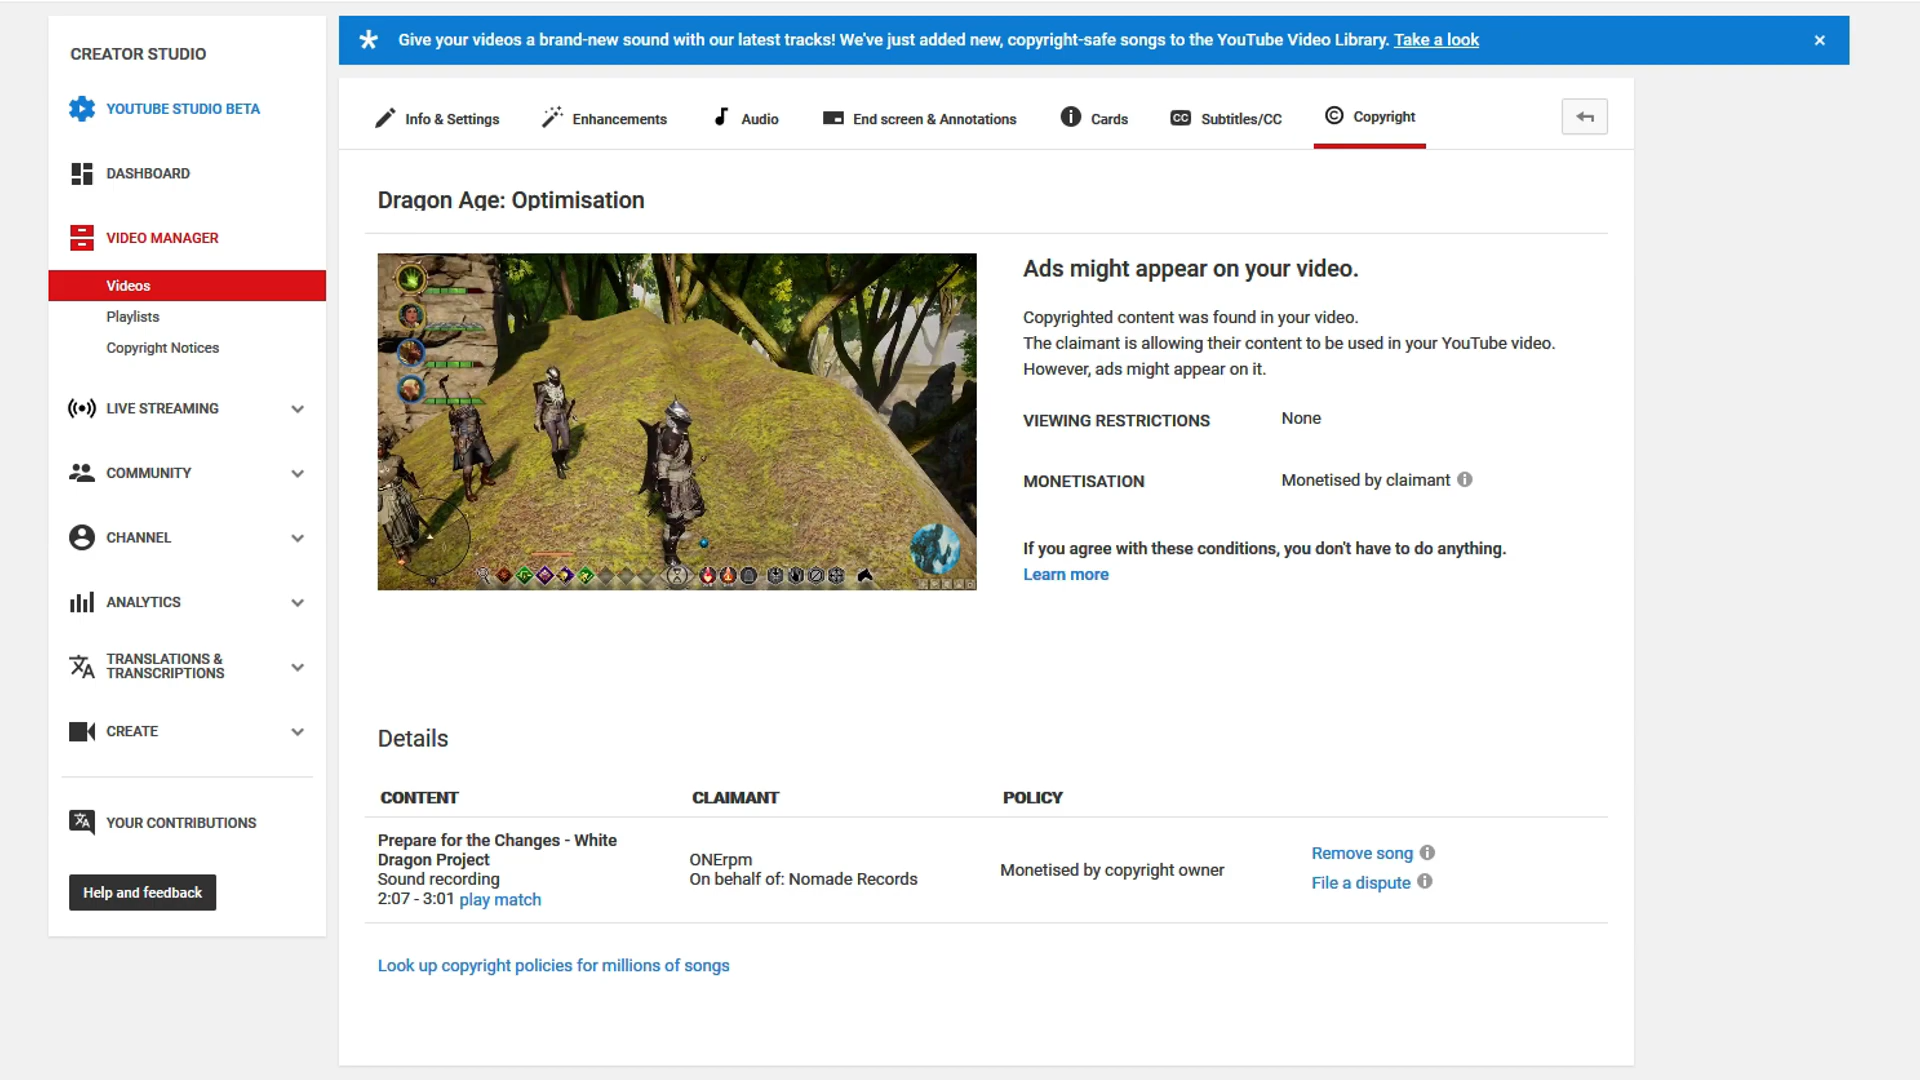 CREATOR STUDIO
YOUTUBE STUDIO BETA
DASHBOARD
VIDEO MANAGER
Videos
Playlists
Copyright Notices
LIVE STREAMING
COMMUNITY
CHANNEL
ANALYTICS
TRANSLATIONS &
TRANSCRIPTIONS
CREATE
YOUR CONTRIBUTIONS
Help and feedback
Give your videos a brand-new sound with our latest tracks! We've just added new, copyright-safe songs to the YouTube Video Library. Take a look
Info & Settings
Enhancements
Audio
End screen & Annotations
Cards
CC Subtitles/CC
Copyright
Dragon Age: Optimisation
Ads might appear on your video.
Copyrighted content was found in your video.
The claimant is allowing their content to be used in your YouTube video.
However, ads might appear on it.
VIEWING RESTRICTIONS None
MONETISATION Monetised by claimant
If you agree with these conditions, you don't have to do anything.
Learn more
Details
CONTENT CLAIMANT POLICY
Prepare for the Changes - White
Dragon Project
Sound recording
2:07 - 3:01 play match
ONErpm
On behalf of: Nomade Records
Monetised by copyright owner
Remove song
File a dispute
Look up copyright policies for millions of songs